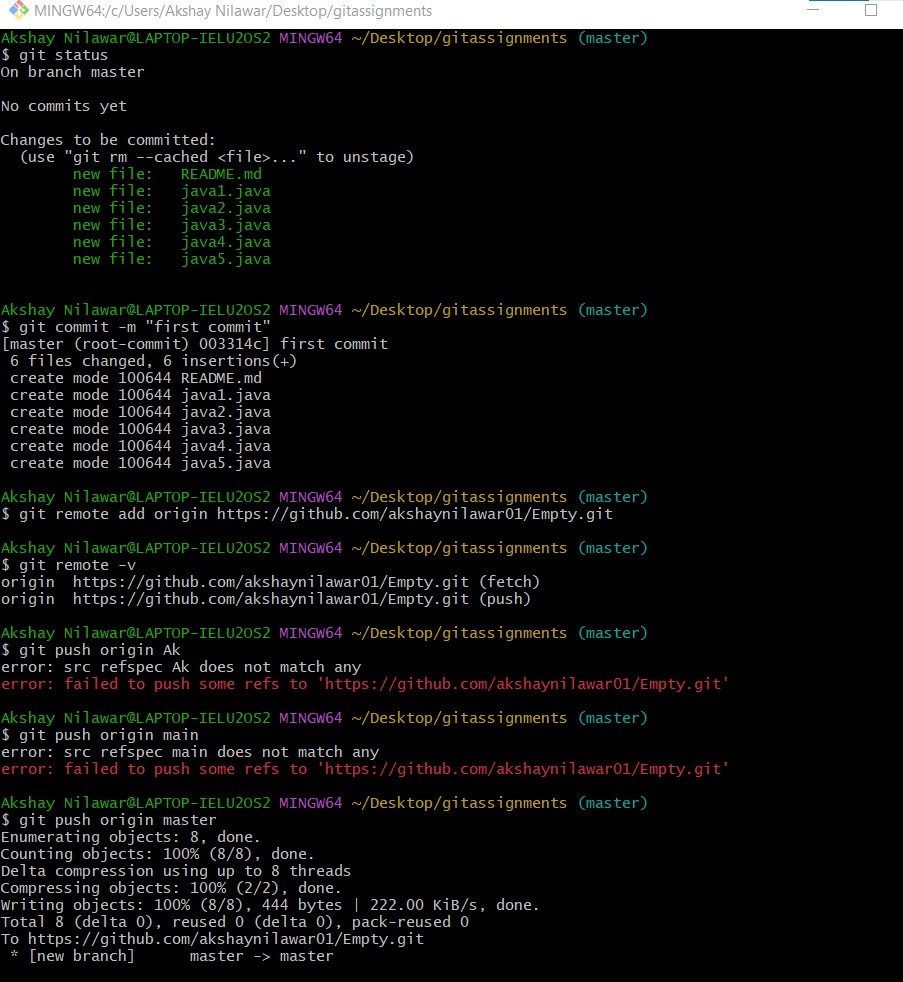 MINGW64:/c/Users/Akshay Nilawar/Desktop/gitassignments
Akshay Nilawar@LAPTOP-IELU2OS2 MINGW64 ~/Desktop/gitassignments (master)
$ git status
On branch master
No commits yet
Changes to be committed:
  (use "git rm --cached <file>..." to unstage)
        new file:   README.md
        new file:   java1.java
        new file:   java2.java
        new file:   java3.java
        new file:   java4.java
        new file:   java5.java
Akshay Nilawar@LAPTOP-IELU2OS2 MINGW64 ~/Desktop/gitassignments (master)
$ git commit -m "first commit"
[master (root-commit) 003314c] first commit
 6 files changed, 6 insertions(+)
 create mode 100644 README.md
 create mode 100644 java1.java
 create mode 100644 java2.java
 create mode 100644 java3.java
 create mode 100644 java4.java
 create mode 100644 java5.java
Akshay Nilawar@LAPTOP-IELU2OS2 MINGW64 ~/Desktop/gitassignments (master)
$ git remote add origin https://github.com/akshaynilawar01/Empty.git
Akshay Nilawar@LAPTOP-IELU2OS2 MINGW64 ~/Desktop/gitassignments (master)
$ git remote -v
origin  https://github.com/akshaynilawar01/Empty.git (fetch)
origin  https://github.com/akshaynilawar01/Empty.git (push)
Akshay Nilawar@LAPTOP-IELU2OS2 MINGW64 ~/Desktop/gitassignments (master)
$ git push origin Ak
error: src refspec Ak does not match any
error: failed to push some refs to 'https://github.com/akshaynilawar01/Empty.git'
Akshay Nilawar@LAPTOP-IELU2OS2 MINGW64 ~/Desktop/gitassignments (master)
$ git push origin main
error: src refspec main does not match any
error: failed to push some refs to 'https://github.com/akshaynilawar01/Empty.git'
Akshay Nilawar@LAPTOP-IELU2OS2 MINGW64 ~/Desktop/gitassignments (master)
$ git push origin master
Enumerating objects: 8, done.
Counting objects: 100% (8/8), done.
Delta compression using up to 8 threads
Compressing objects: 100% (2/2), done.
Writing objects: 100% (8/8), 444 bytes | 222.00 KiB/s, done.
Total 8 (delta 0), reused 0 (delta 0), pack-reused 0
To https://github.com/akshaynilawar01/Empty.git
 * [new branch]      master -> master